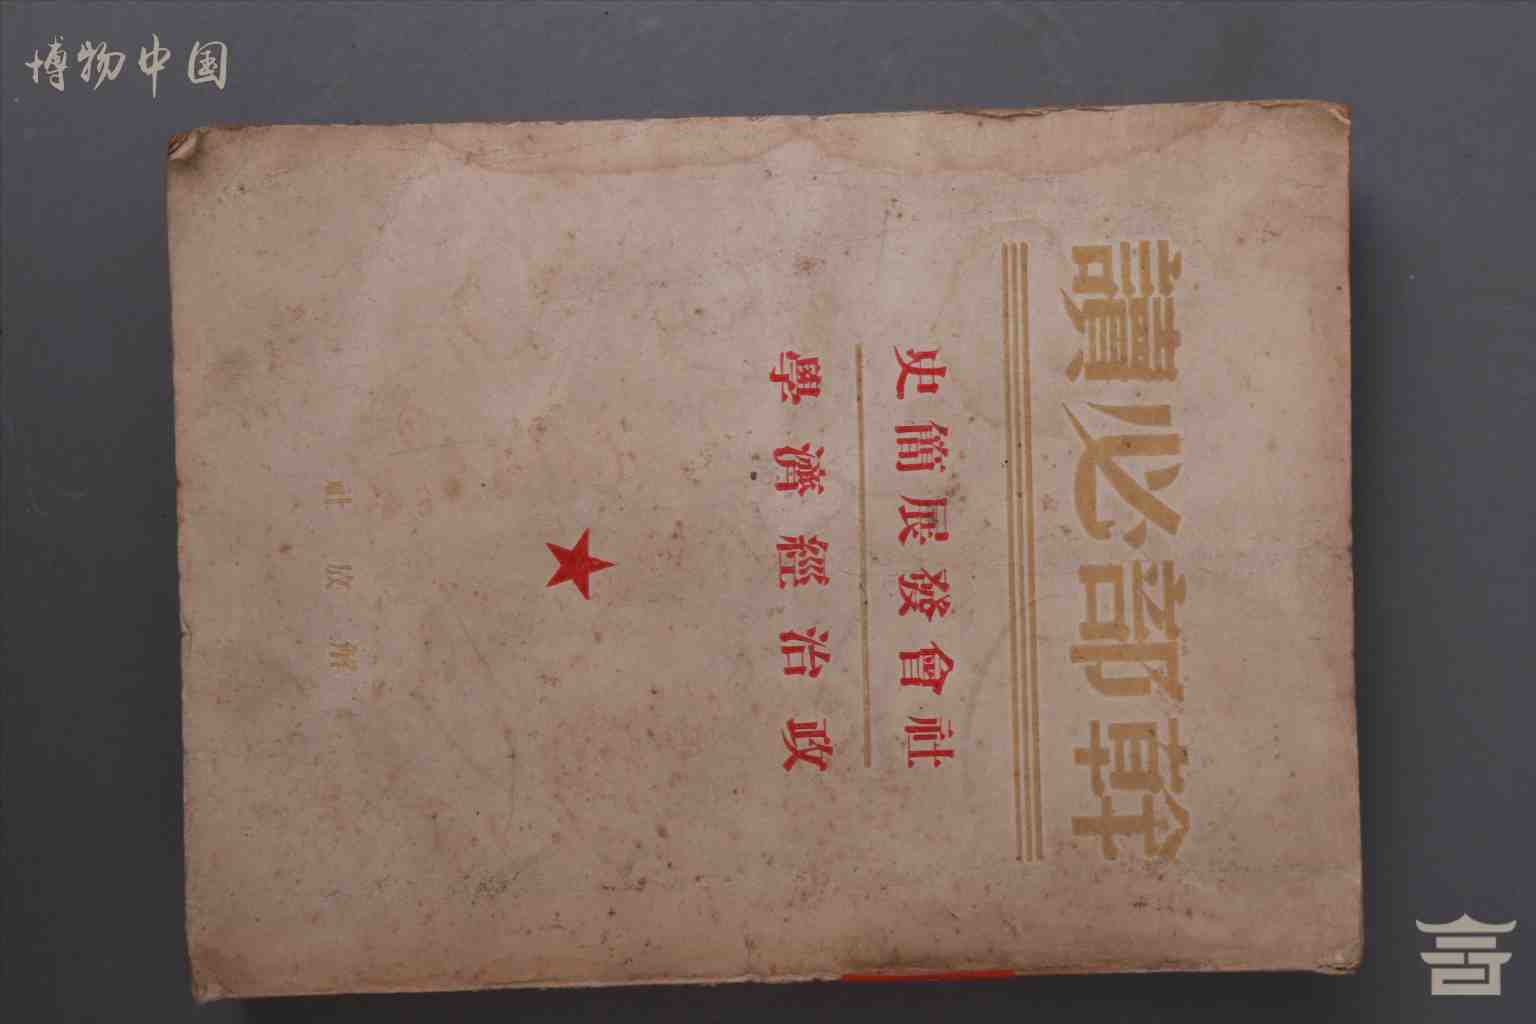 博物中国
幹部必讀
社會發展簡史
政治經濟學
解放社